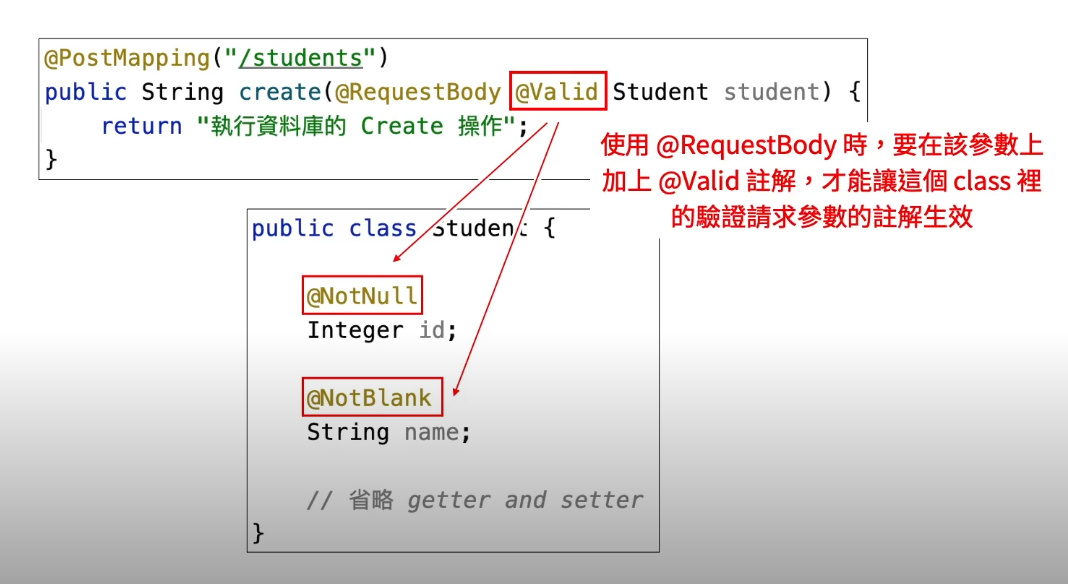 @PostMapping("/students")
public String create(@RequestBody @Valid Student student) {
return "執行資料庫的 Create 操作";
}
使用 @RequestBody 時，要在該參數上
加上 @Valid 註解，才能讓這個 class 裡
的驗證請求參數的註解生效
public class Student {
@NotNull
Integer id;
@NotBlank
String name;
// 省略 getter and setter
}